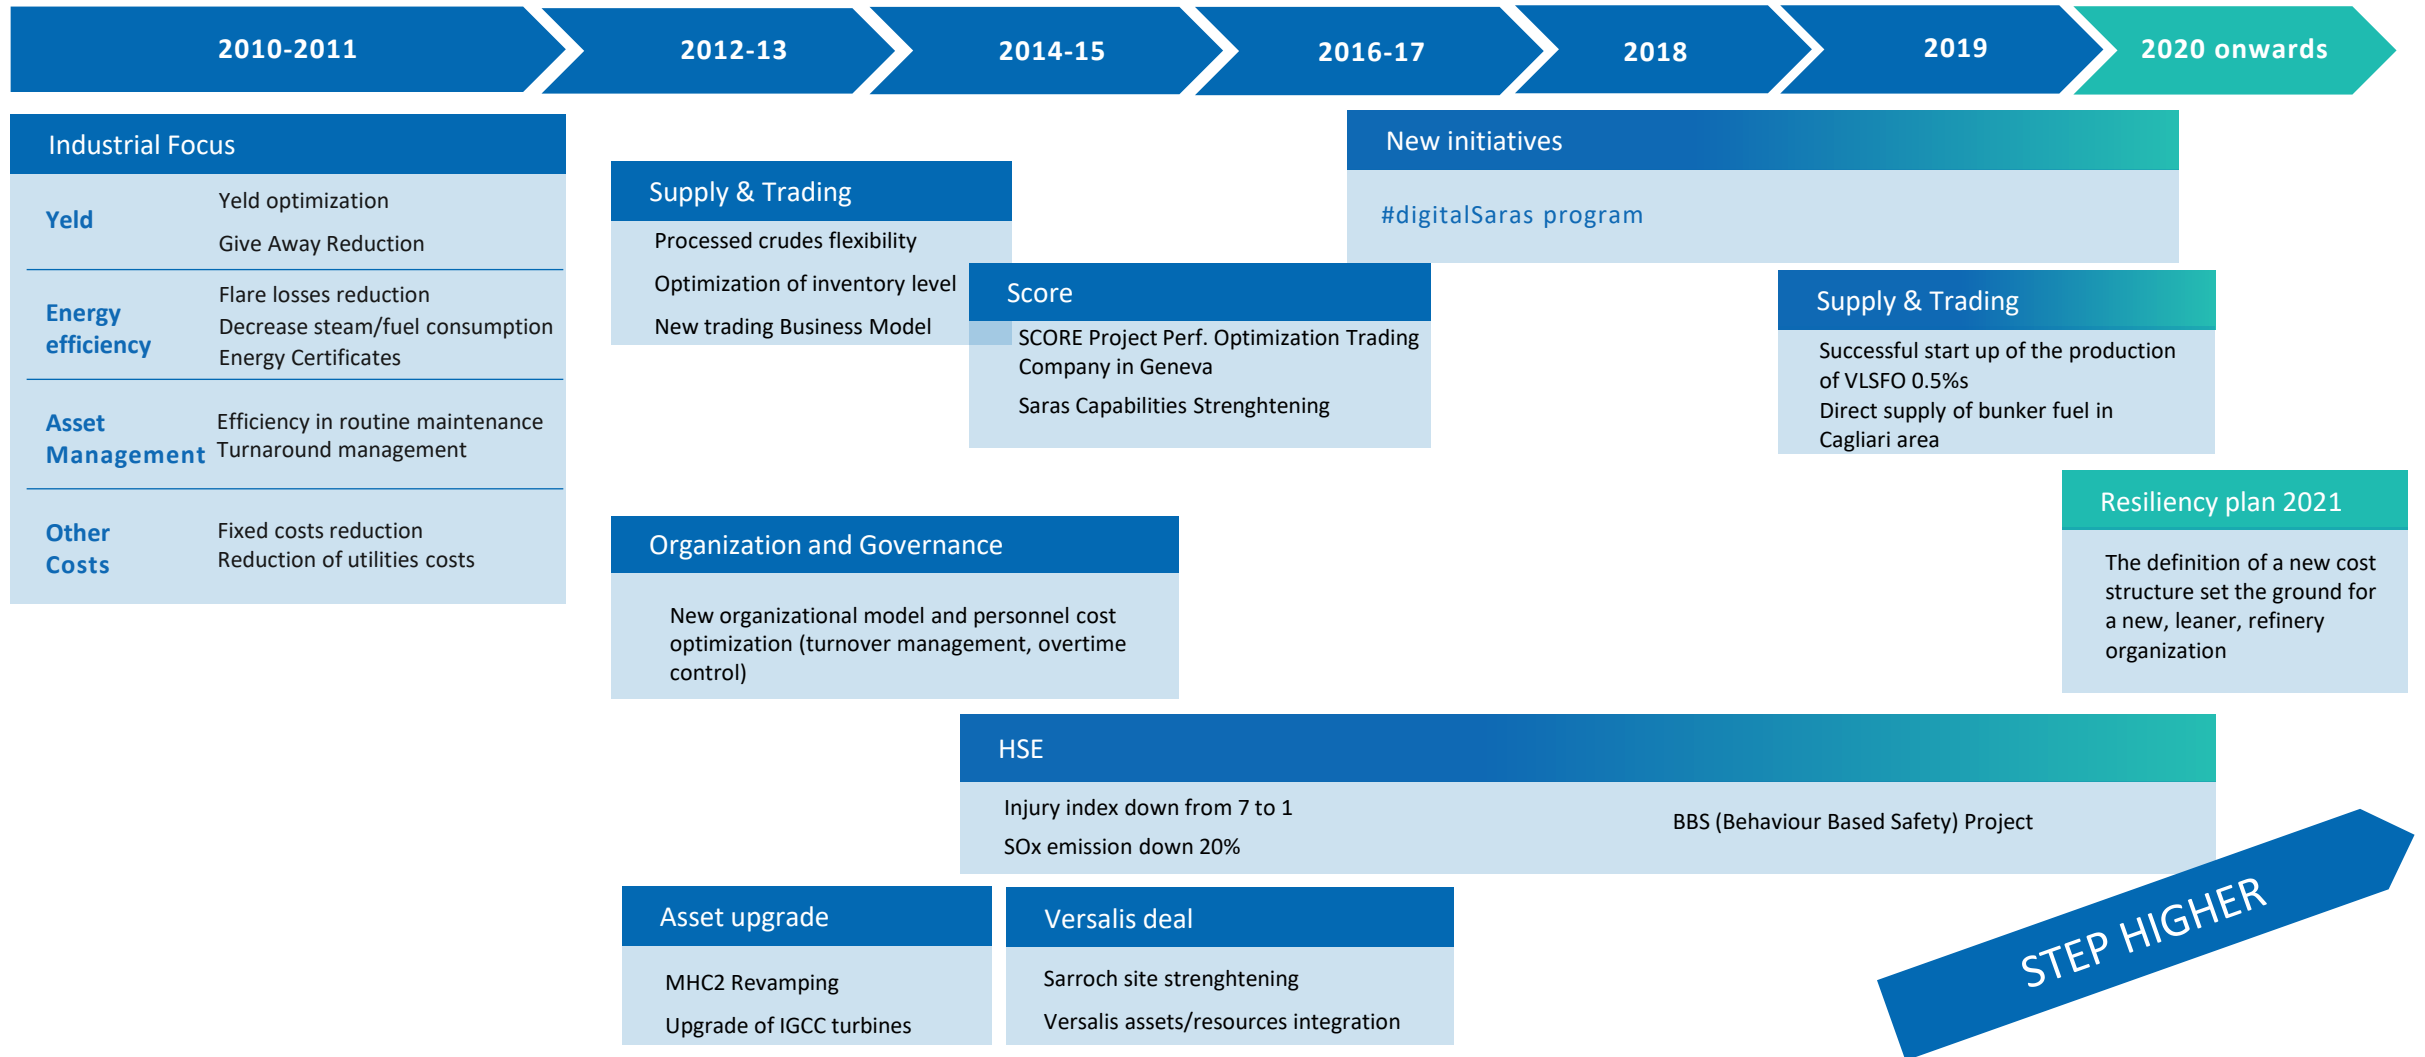 2010-2011
2012-13
2014-15
2016-17
2018
2019
2020 onwards
Industrial Focus
Yeld
Yeld optimization
Give Away Reduction
Energy
efficiency
Flare losses reduction
Decrease steam/fuel consumption
Energy Certificates
Asset
Management
Efficiency in routine maintenance
Turnaround management
Other
Costs
Fixed costs reduction
Reduction of utilities costs
Supply & Trading
Processed crudes flexibility
Optimization of inventory level
New trading Business Model
Score
SCORE Project Perf. Optimization Trading
Company in Geneva
Saras Capabilities Strenghtening
New initiatives
#digitalSaras program
Supply & Trading
Successful start up of the production
of VLSFO 0.5%s
Direct supply of bunker fuel in
Cagliari area
Resiliency plan 2021
The definition of a new cost
structure set the ground for
a new, leaner, refinery
organization
Organization and Governance
New organizational model and personnel cost
optimization (turnover management, overtime
control)
HSE
Injury index down from 7 to 1
SOx emission down 20%
BBS (Behaviour Based Safety) Project
Asset upgrade
MHC2 Revamping
Upgrade of IGCC turbines
Versalis deal
Sarroch site strenghtening
Versalis assets/resources integration
STEP HIGHER